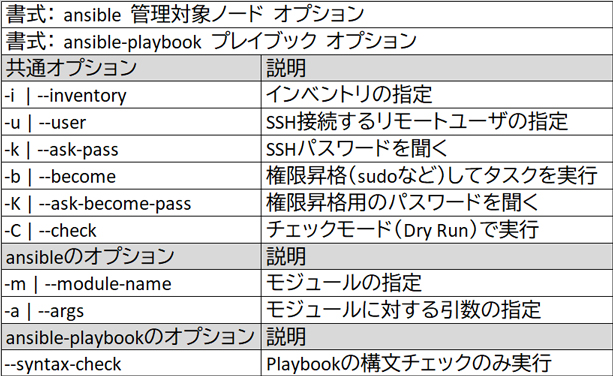 書式： ansible 管理対象ノード オプション
書式： ansible-playbook プレイブック オプション
共通オプション 説明
-i | --inventory インベントリの指定
-u | --user SSH接続するリモートユーザの指定
-k | --ask-pass SSHパスワードを聞く
-b | --become 権限昇格（sudoなど）してタスクを実行
-K | --ask-become-pass 権限昇格用のパスワードを聞く
-C | --check チェックモード（Dry Run）で実行
ansibleのオプション 説明
-m | --module-name モジュールの指定
-a | --args モジュールに対する引数の指定
ansible-playbookのオプション 説明
--syntax-check Playbookの構文チェックのみ実行